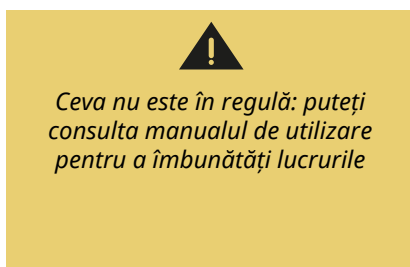 Ceva nu este în regulă: puteți
consulta manualul de utilizare
pentru a îmbunătăți lucrurile